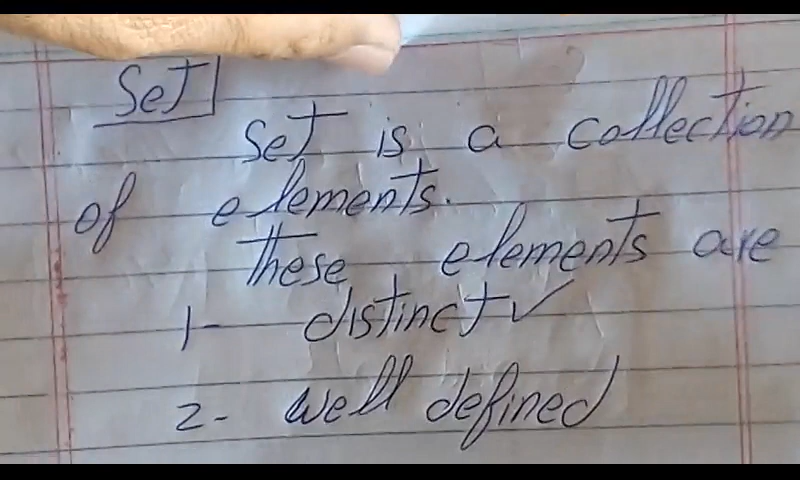 Set
Set is a collection
of elements.
These elements are
1- distinct ✓
2- well defined